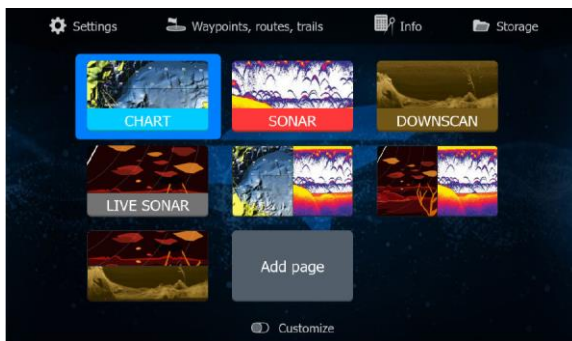 Settings
Waypoints, routes, trails
Info
Storage
CHART
SONAR
DOWNSCAN
LIVE SONAR
Add page
Customize